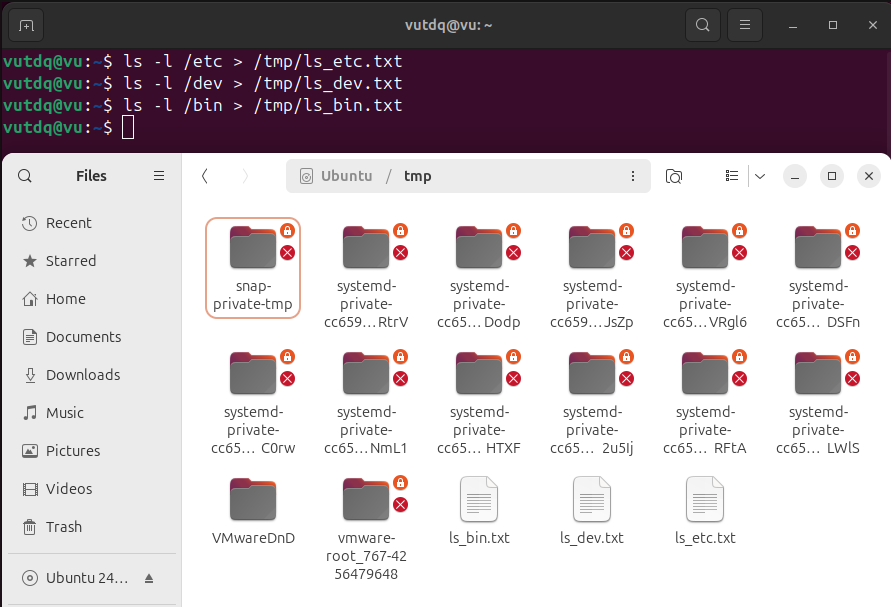 vutdq@vu: ~
vutdq@vu:~$ ls -l /etc > /tmp/ls_etc.txt
vutdq@vu:~$ ls -l /dev > /tmp/ls_dev.txt
vutdq@vu:~$ ls -l /bin > /tmp/ls_bin.txt
vutdq@vu:~$
Files
Ubuntu / tmp
Recent
Starred
Home
Documents
Downloads
Music
Pictures
Videos
Trash
Ubuntu 24…
snap-
private-tmp
systemd-
private-
cc659…RtrV
systemd-
private-
cc65…Dodp
systemd-
private-
cc659…JsZp
systemd-
private-
cc65…VRgl6
systemd-
private-
cc65… DSFn
systemd-
private-
cc65… C0rw
systemd-
private-
cc65…NmL1
systemd-
private-
cc65… HTXF
systemd-
private-
cc65… 2u5Ij
systemd-
private-
cc65… RFtA
systemd-
private-
cc65… LWlS
VMwareDnD
vmware-
root_767-42
56479648
ls_bin.txt
ls_dev.txt
ls_etc.txt